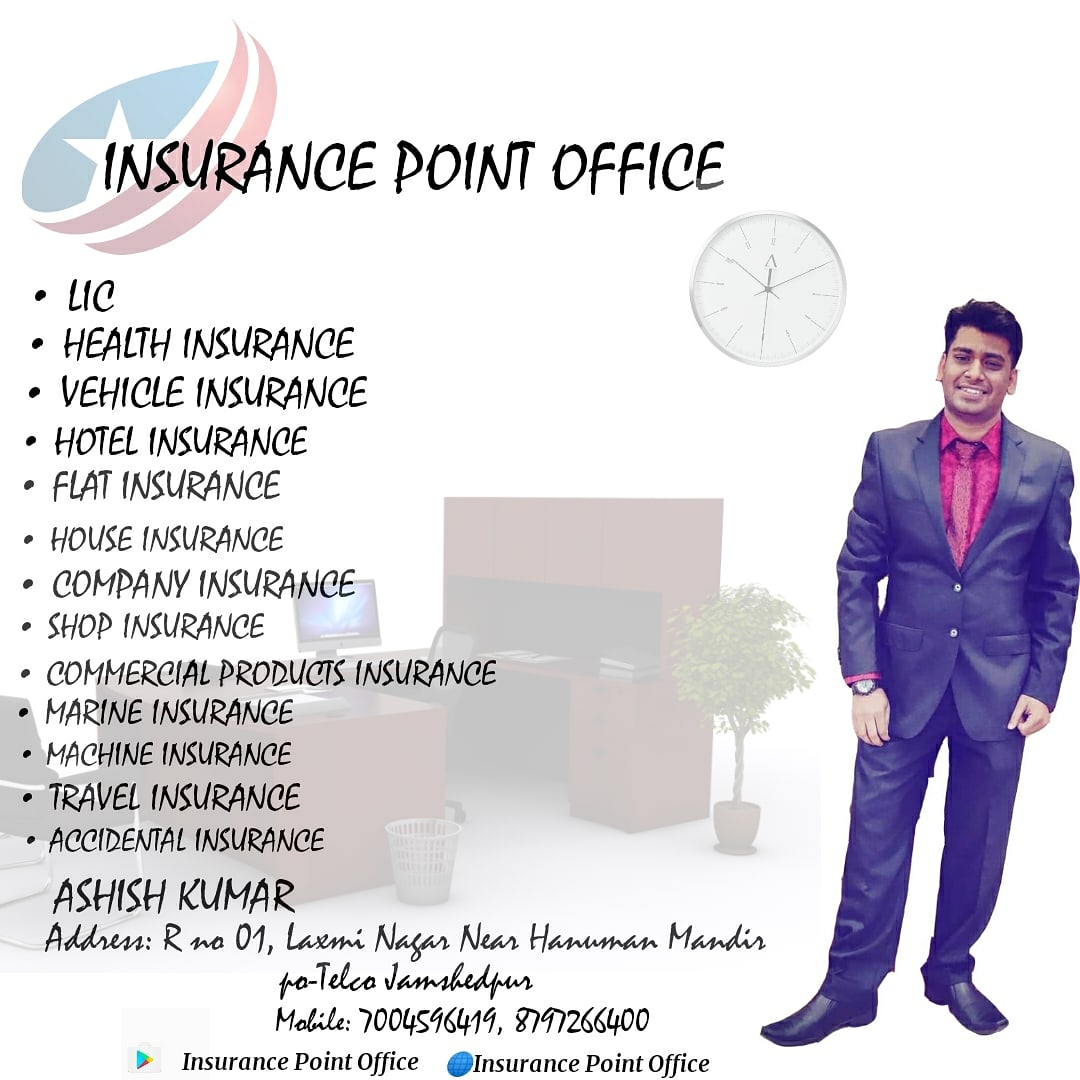 INSURANCE POINT OFFICE
• LIC
• HEALTH INSURANCE
• VEHICLE INSURANCE
• HOTEL INSURANCE
• FLAT INSURANCE
• HOUSE INSURANCE
• COMPANY INSURANCE
• SHOP INSURANCE
• COMMERCIAL PRODUCTS INSURANCE
• MARINE INSURANCE
• MACHINE INSURANCE
• TRAVEL INSURANCE
• ACCIDENTAL INSURANCE
ASHISH KUMAR
Address: R no 01, Laxmi Nagar Near Hanuman Mandir
po-Telco Jamshedpur
Mobile: 7004596419, 8797266400
Insurance Point Office Insurance Point Office